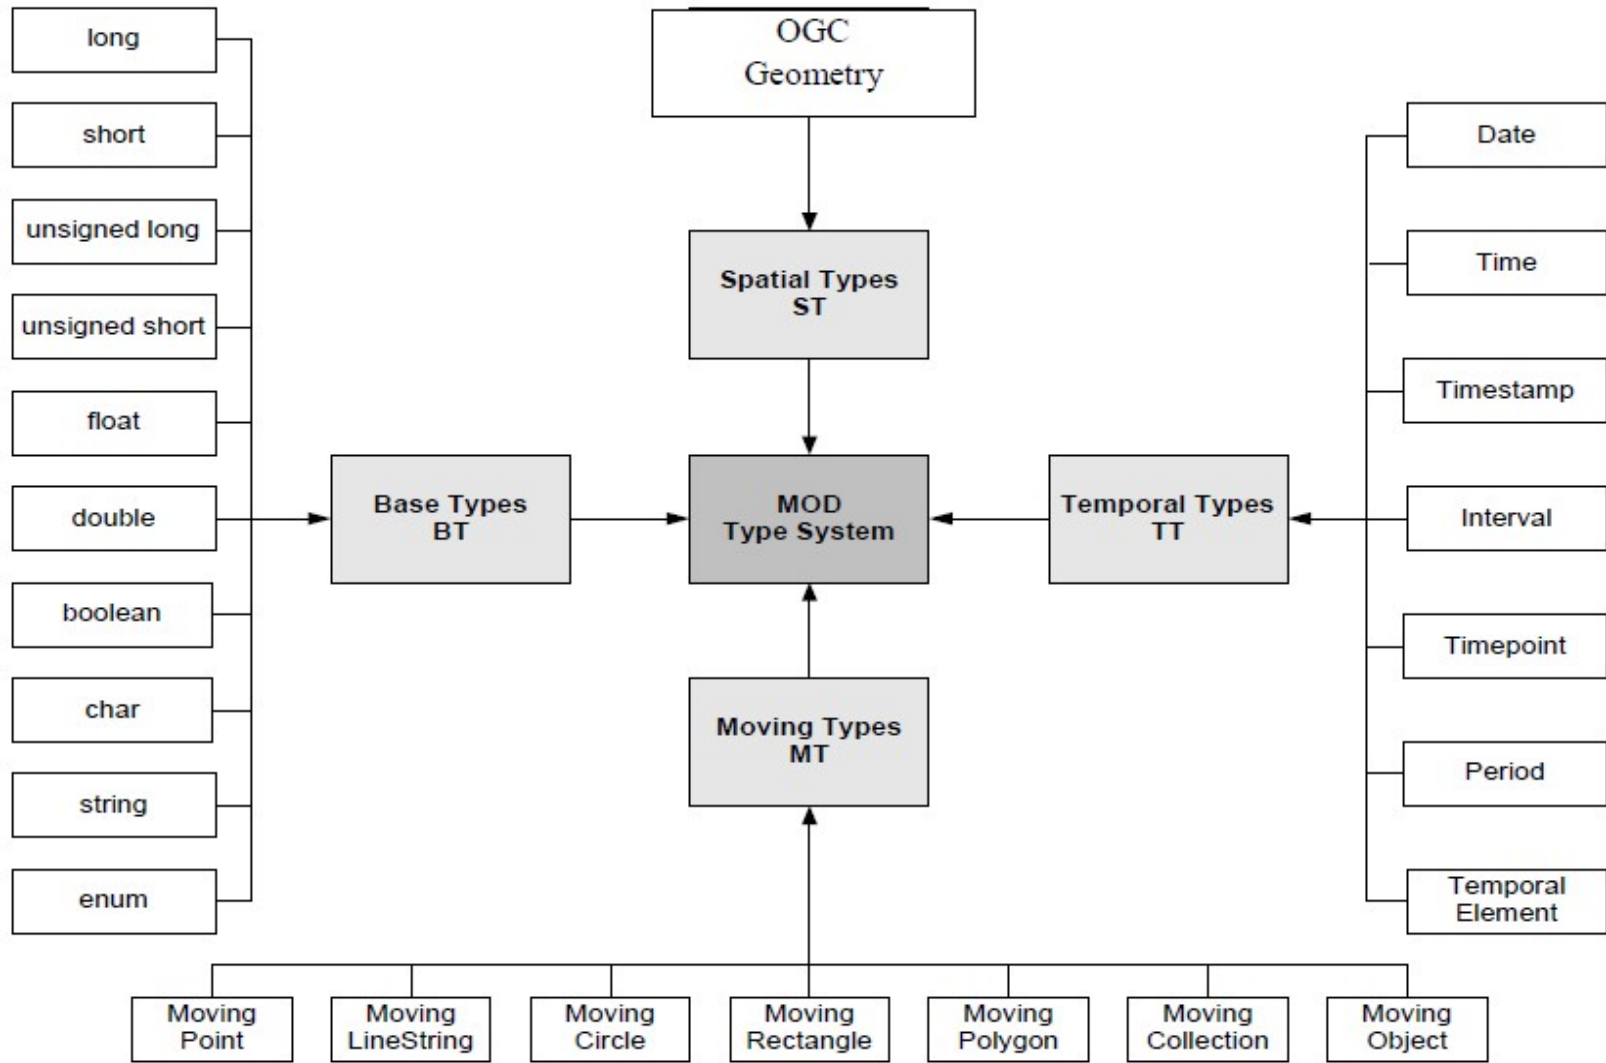 long
short
unsigned long
unsigned short
float
double
boolean
char
string
enum
OGC
Geometry
Spatial Types
ST
Base Types
BT
MOD
Type System
Temporal Types
TT
Moving Types
MT
Date
Time
Timestamp
Interval
Timepoint
Period
Temporal
Element
Moving
Point
Moving
LineString
Moving
Circle
Moving
Rectangle
Moving
Polygon
Moving
Collection
Moving
Object